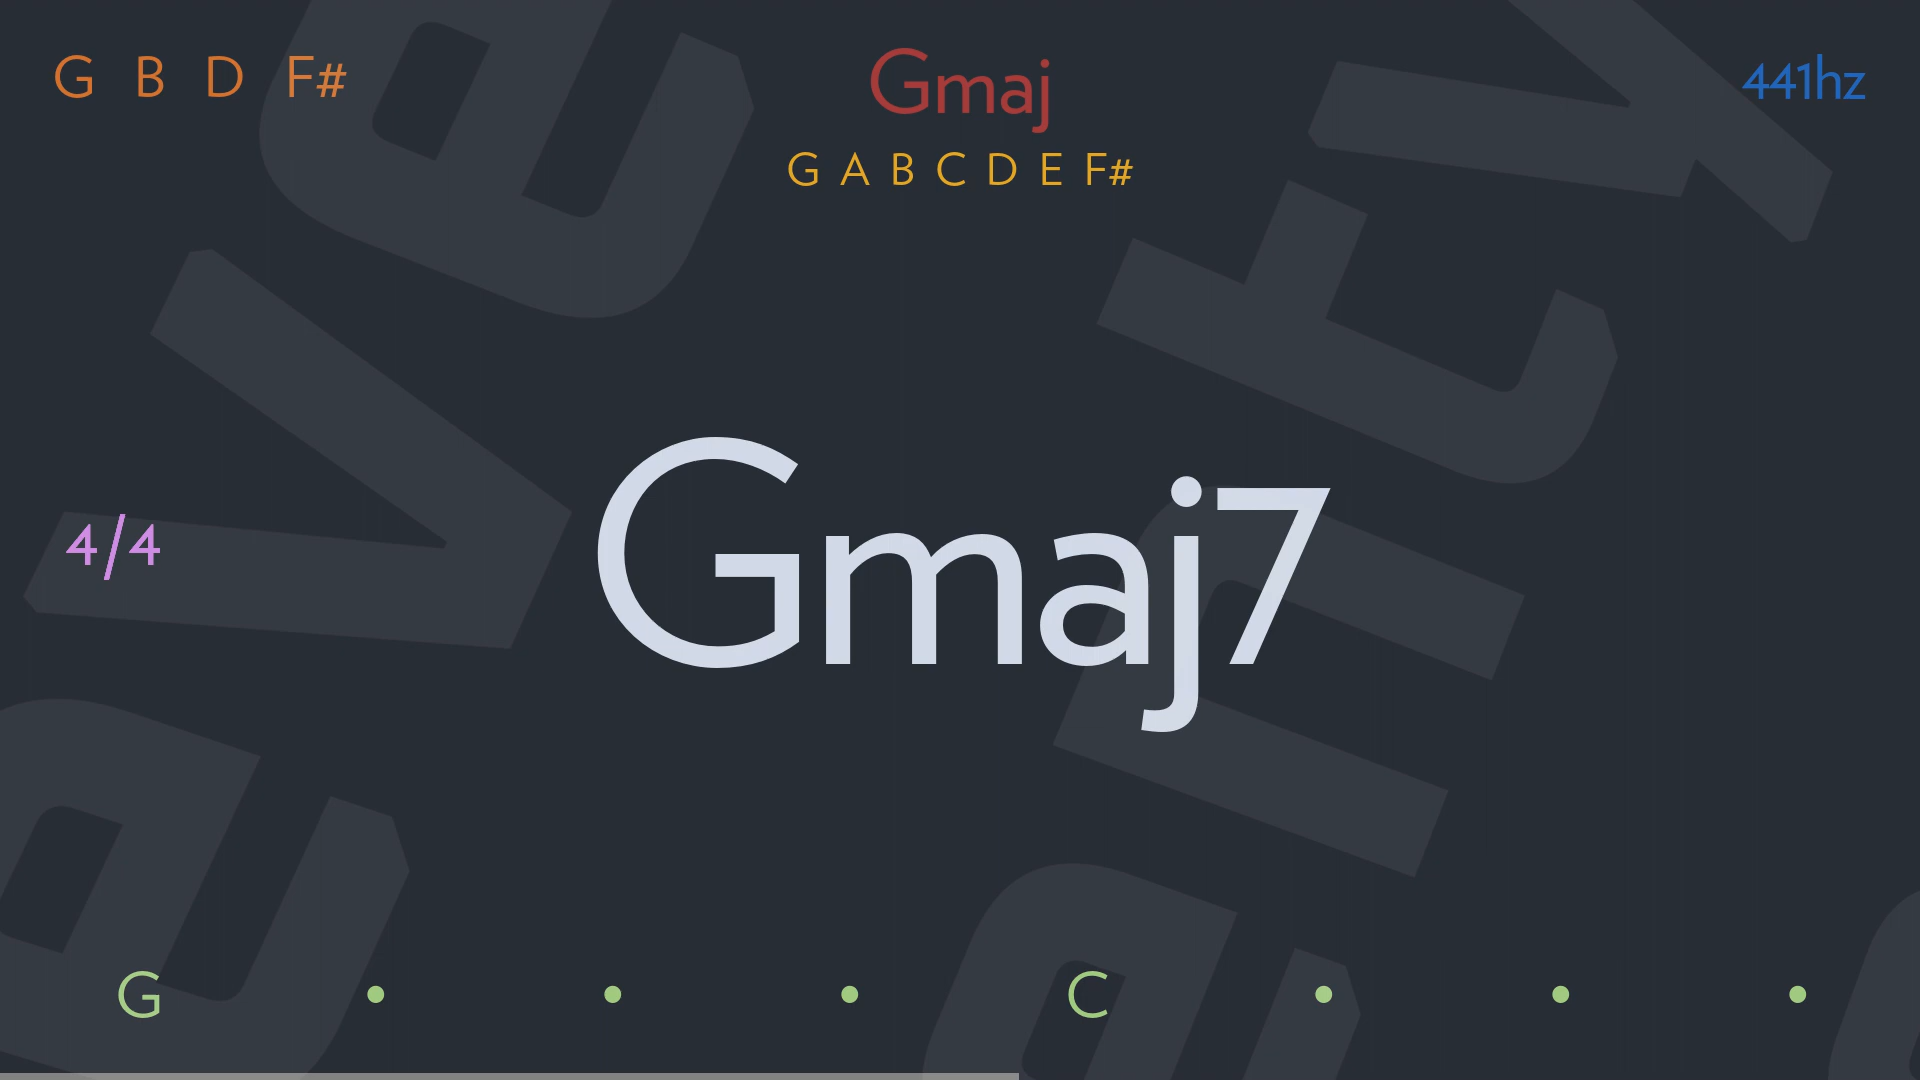 G B D F#
Gmaj
441hz
G A B C D E F#
4/4
Gmaj7
G • • • C • • •